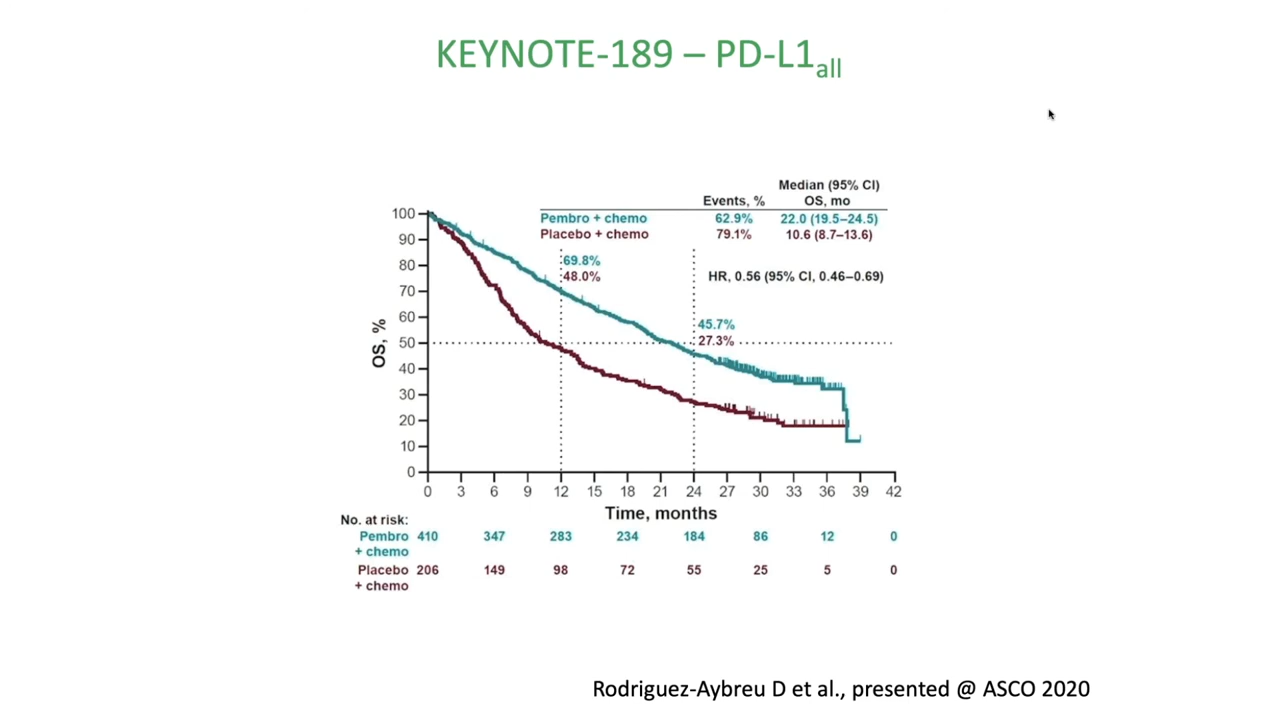 KEYNOTE-189 – PD-L1all
Median (95% CI)
Events, % OS, mo
Pembro + chemo 62.9% 22.0 (19.5–24.5)
Placebo + chemo 79.1% 10.6 (8.7–13.6)
69.8%
48.0%
HR, 0.56 (95% CI, 0.46–0.69)
45.7%
27.3%
OS, %
100
90
80
70
60
50
40
30
20
10
0
0 3 6 9 12 15 18 21 24 27 30 33 36 39 42
Time, months
No. at risk:
Pembro 410 347 283 234 184 86 12 0
+ chemo
Placebo 206 149 98 72 55 25 5 0
+ chemo
Rodriguez-Aybreu D et al., presented @ ASCO 2020